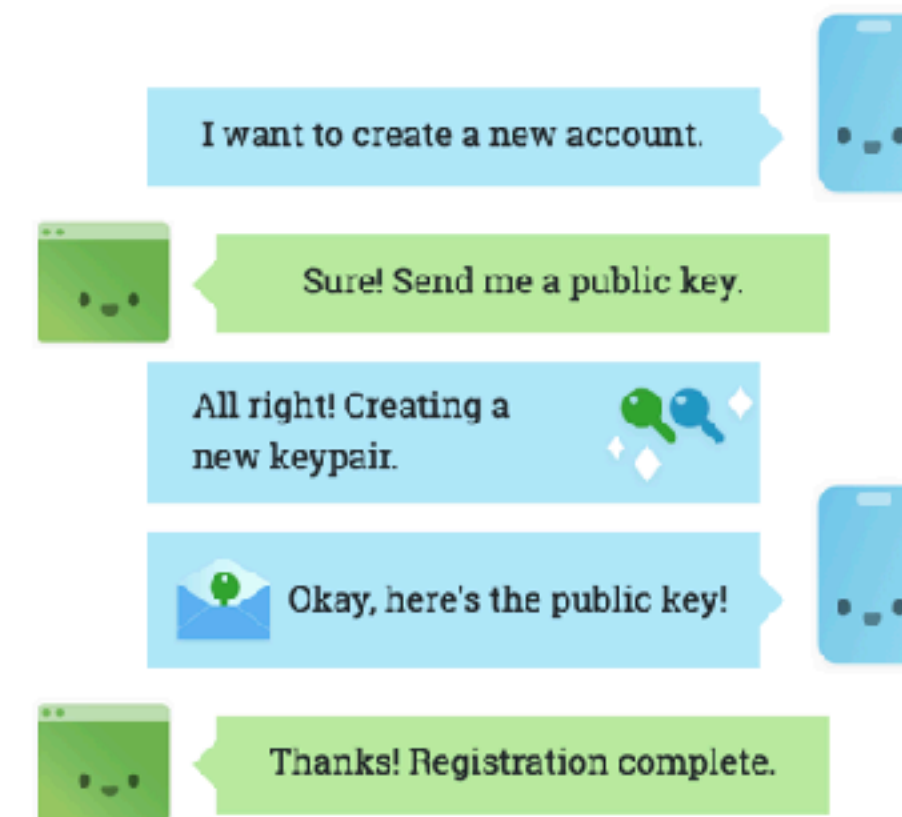 I want to create a new account.
Sure! Send me a public key.
All right! Creating a
new keypair.
Okay, here's the public key!
Thanks! Registration complete.